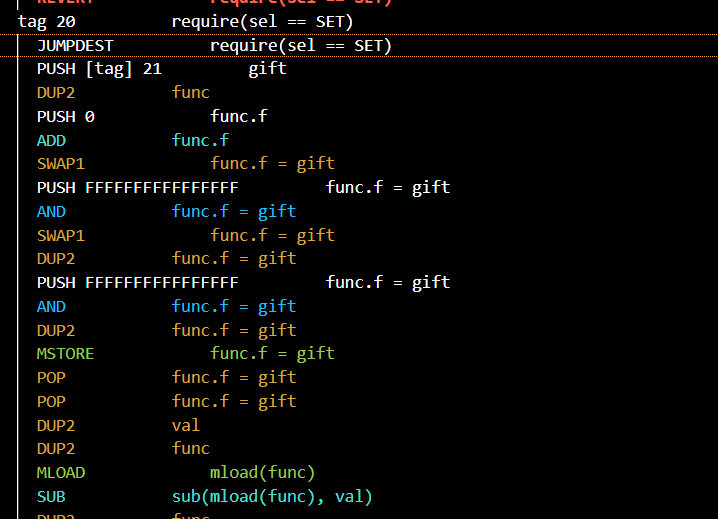 REVERT require(sel == SET)
tag 20 require(sel == SET)
JUMPDEST require(sel == SET)
PUSH [tag] 21 gift
DUP2 func
PUSH 0 func.f
ADD func.f
SWAP1 func.f = gift
PUSH FFFFFFFFFFFFFFFF func.f = gift
AND func.f = gift
SWAP1 func.f = gift
DUP2 func.f = gift
PUSH FFFFFFFFFFFFFFFF func.f = gift
AND func.f = gift
DUP2 func.f = gift
MSTORE func.f = gift
POP func.f = gift
POP func.f = gift
DUP2 val
DUP2 func
MLOAD mload(func)
SUB sub(mload(func), val)
DUP2 func